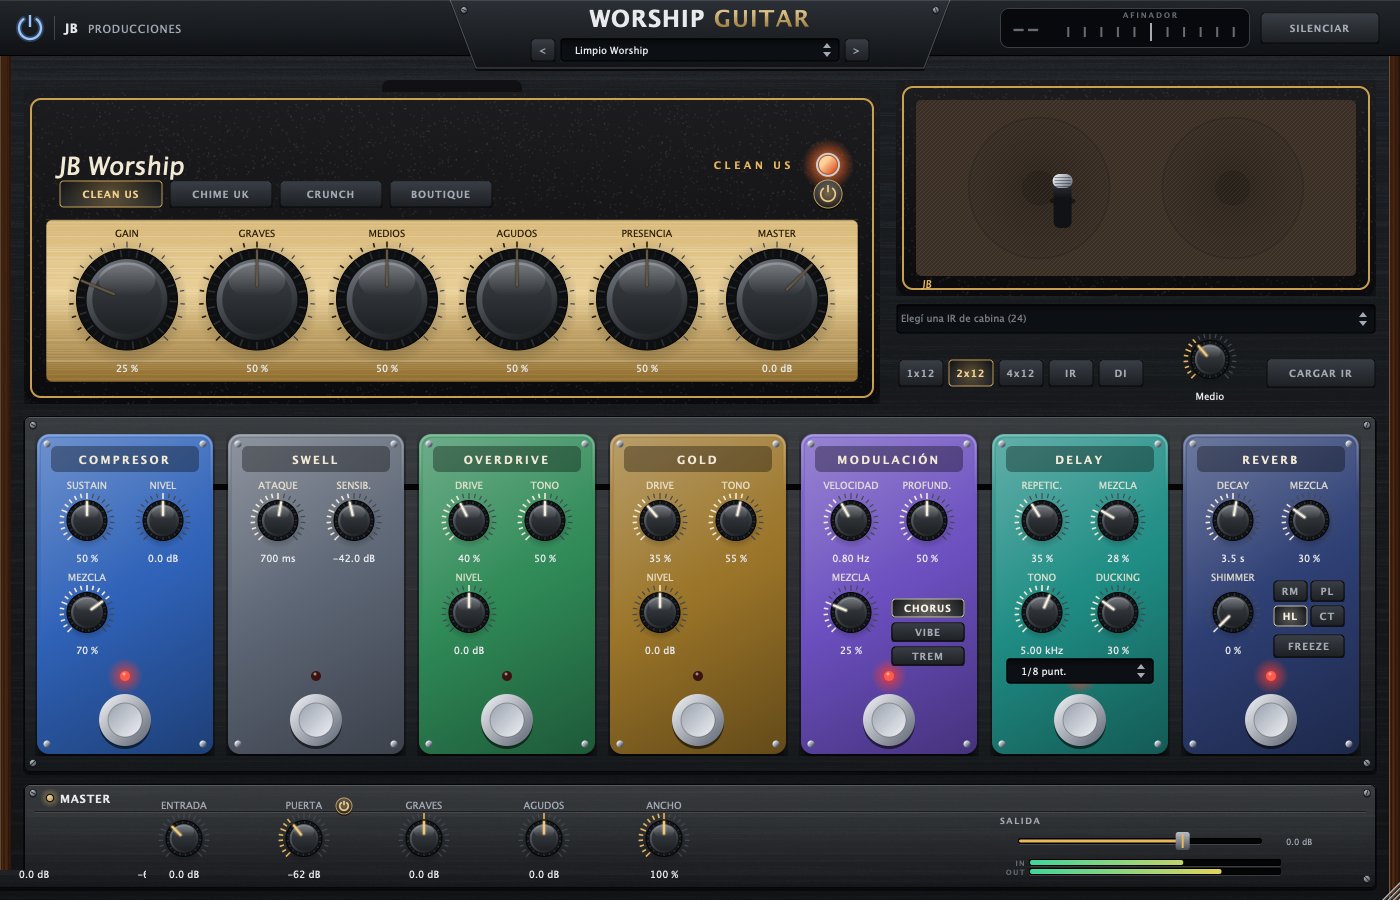 JB PRODUCCIONES
WORSHIP GUITAR
< Limpio Worship >
AFINADOR
--
SILENCIAR
JB Worship
CLEAN US
CLEAN US CHIME UK CRUNCH BOUTIQUE
GAIN GRAVES MEDIOS AGUDOS PRESENCIA MASTER
25 % 50 % 50 % 50 % 50 % 0.0 dB
JB
Elegí una IR de cabina (24)
1x12 2x12 4x12 IR DI
Medio
CARGAR IR
COMPRESOR
SUSTAIN NIVEL
50 % 0.0 dB
MEZCLA
70 %
SWELL
ATAQUE SENSIB.
700 ms -42.0 dB
OVERDRIVE
DRIVE TONO
40 % 50 %
NIVEL
0.0 dB
GOLD
DRIVE TONO
35 % 55 %
NIVEL
0.0 dB
MODULACIÓN
VELOCIDAD PROFUND.
0.80 Hz 50 %
MEZCLA
25 %
CHORUS
VIBE
TREM
DELAY
REPETIC. MEZCLA
35 % 28 %
TONO DUCKING
5.00 kHz 30 %
1/8 punt.
REVERB
DECAY MEZCLA
3.5 s 30 %
SHIMMER
0 %
RM PL
HL CT
FREEZE
MASTER
ENTRADA PUERTA GRAVES AGUDOS ANCHO
0.0 dB 0.0 dB -62 dB 0.0 dB 0.0 dB 100 %
SALIDA
0.0 dB
IN
OUT